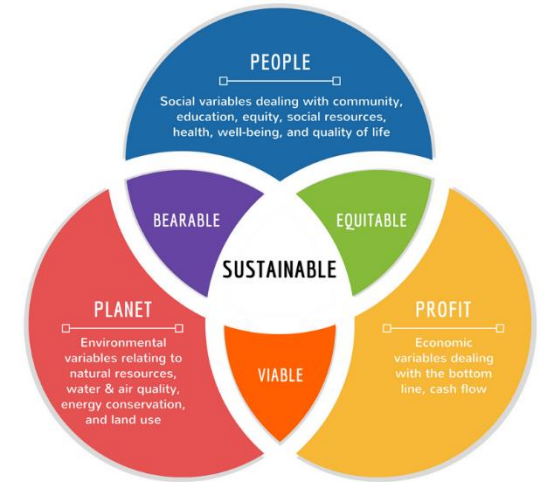 PEOPLE
Social variables dealing with community,
education, equity, social resources,
health, well-being, and quality of life
BEARABLE
EQUITABLE
SUSTAINABLE
PLANET
Environmental
variables relating to
natural resources,
water & air quality,
energy conservation,
and land use
PROFIT
Economic
variables dealing
with the bottom
line, cash flow
VIABLE